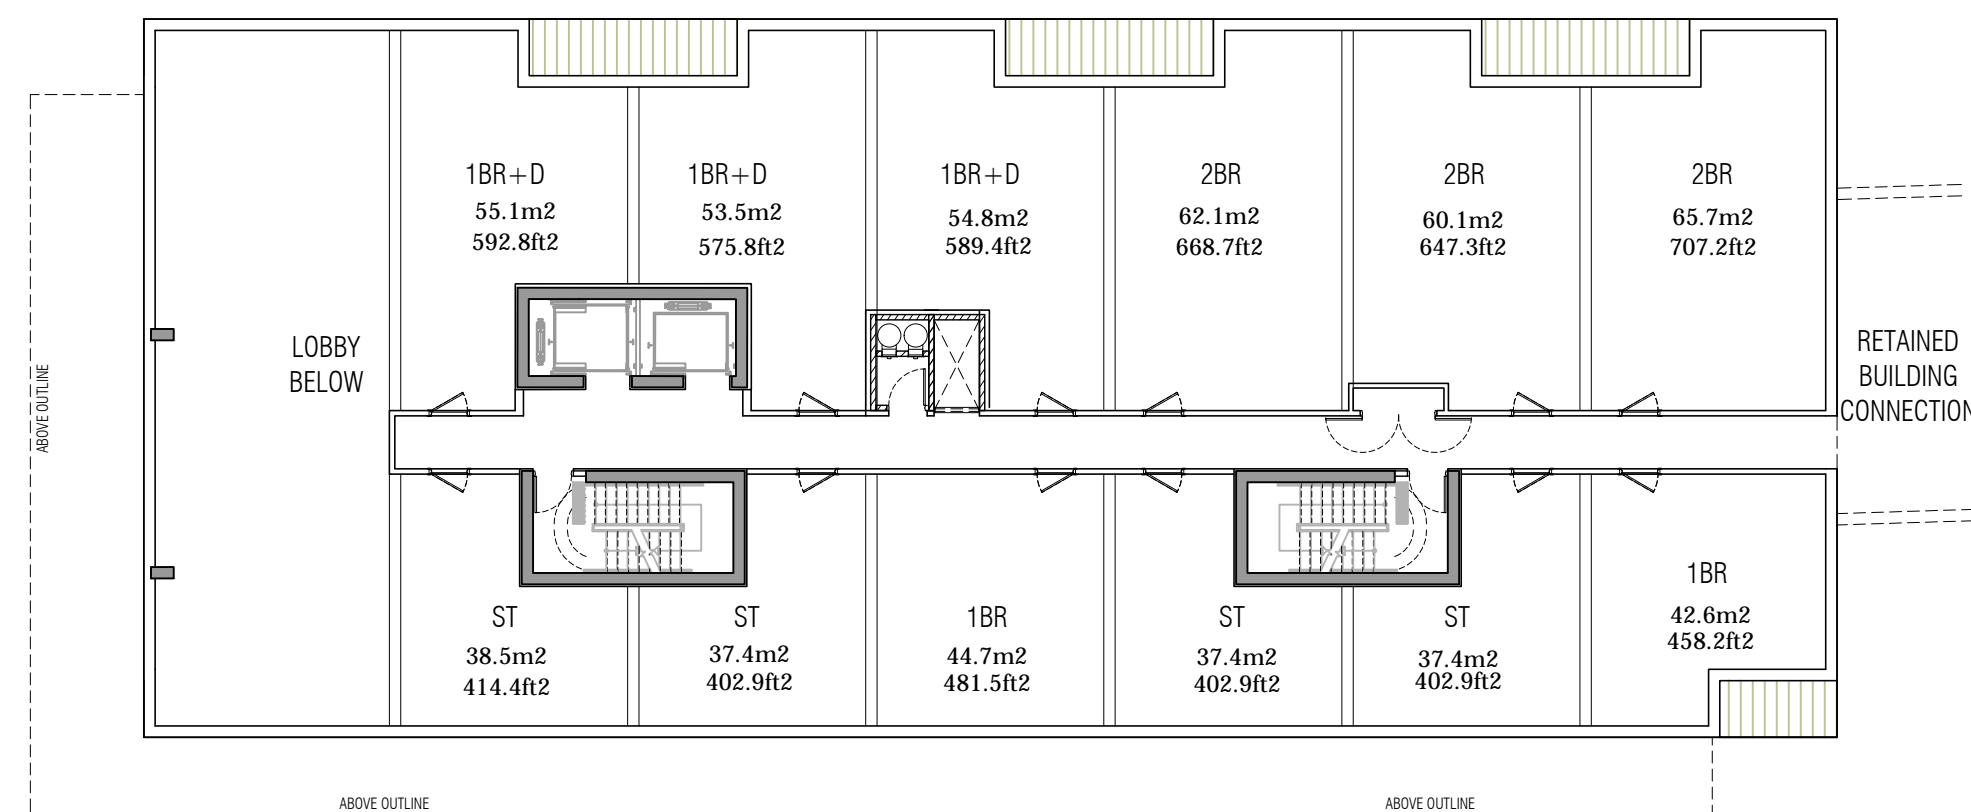 1BR+D
55.1m2
592.8ft2
1BR+D
53.5m2
575.8ft2
1BR+D
54.8m2
589.4ft2
2BR
62.1m2
668.7ft2
2BR
60.1m2
647.3ft2
2BR
65.7m2
707.2ft2
ABOVE OUTLINE
LOBBY
BELOW
RETAINED
BUILDING
CONNECTION
ST
38.5m2
414.4ft2
ST
37.4m2
402.9ft2
1BR
44.7m2
481.5ft2
ST
37.4m2
402.9ft2
ST
37.4m2
402.9ft2
1BR
42.6m2
458.2ft2
ABOVE OUTLINE
ABOVE OUTLINE